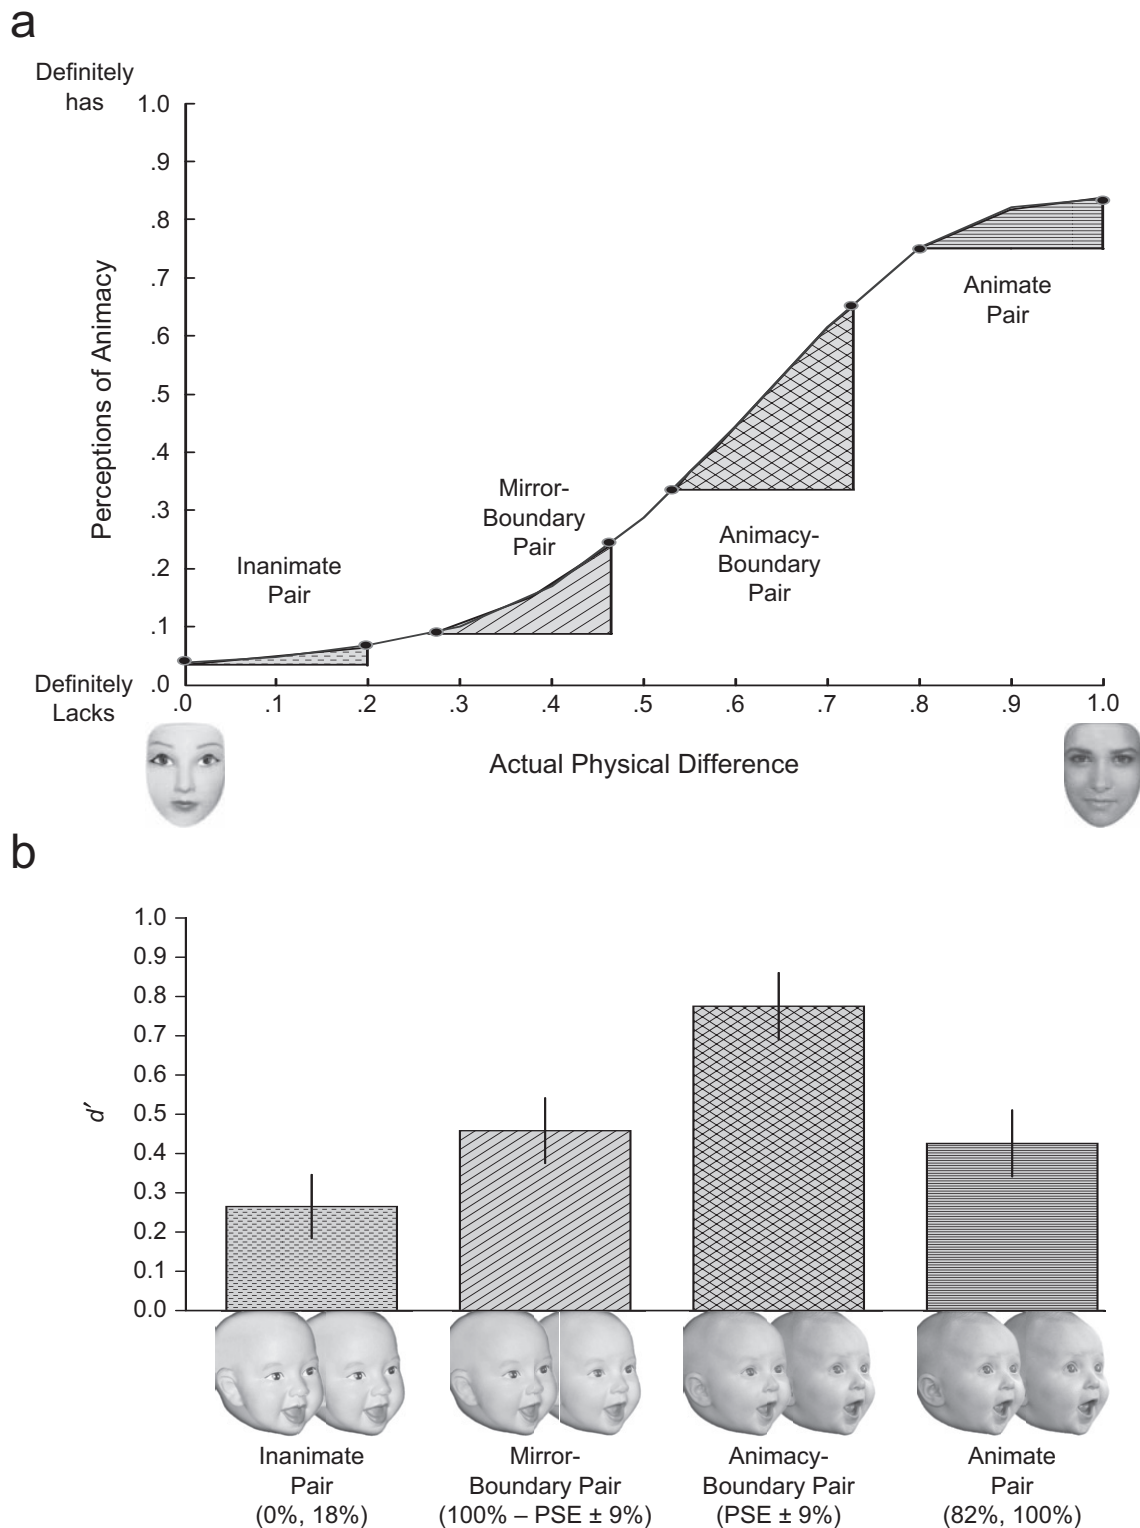 a
Definitely
has
1.0
.9
.8
.7
.6
.5
.4
.3
.2
.1
.0
Definitely
Lacks
Perceptions of Animacy
Inanimate
Pair
Mirror-
Boundary
Pair
Animacy-
Boundary
Pair
Animate
Pair
.0 .1 .2 .3 .4 .5 .6 .7 .8 .9 1.0
Actual Physical Difference
b
1.0
0.9
0.8
0.7
0.6
0.5
0.4
0.3
0.2
0.1
0.0
d′
Inanimate
Pair
(0%, 18%)
Mirror-
Boundary Pair
(100% – PSE ± 9%)
Animacy-
Boundary Pair
(PSE ± 9%)
Animate
Pair
(82%, 100%)